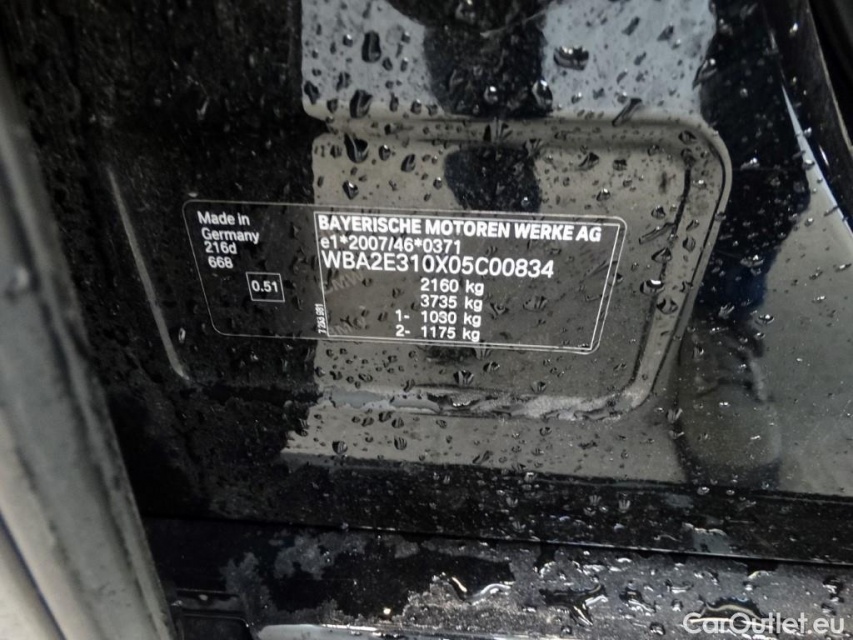 Made in
Germany
216d
668
0.51
BAYERISCHE MOTOREN WERKE AG
e1*2007/46*0371
WBA2E310X05C00834
2160 kg
3735 kg
1- 1030 kg
2- 1175 kg
CarOutlet.eu